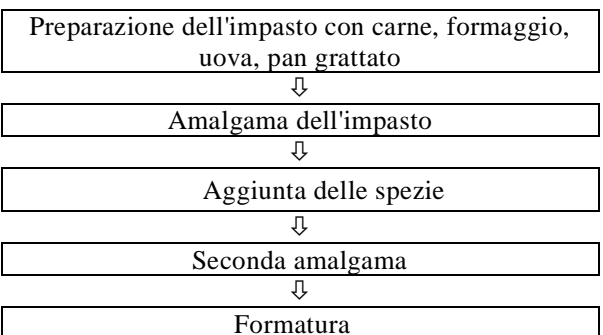 Preparazione dell'impasto con carne, formaggio,
uova, pan grattato
⇩
Amalgama dell'impasto
⇩
Aggiunta delle spezie
⇩
Seconda amalgama
⇩
Formatura